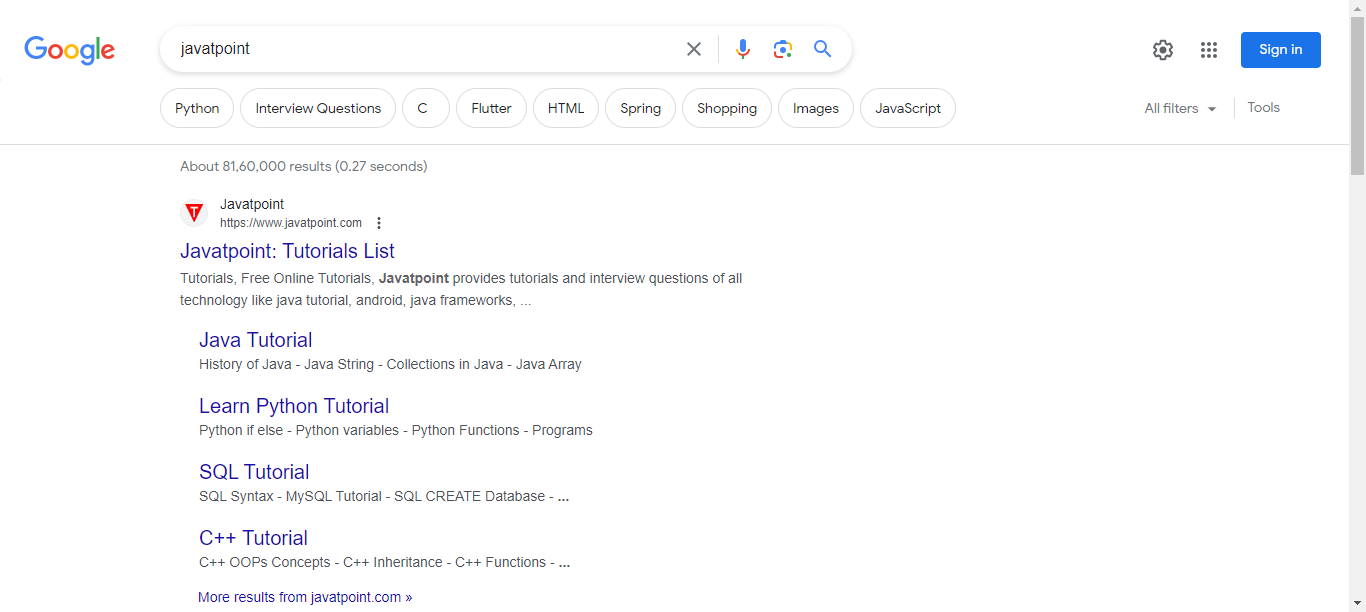 Google
javatpoint
Sign in
Python Interview Questions C Flutter HTML Spring Shopping Images JavaScript All filters Tools
About 81,60,000 results (0.27 seconds)
T
Javatpoint
https://www.javatpoint.com
Javatpoint: Tutorials List
Tutorials, Free Online Tutorials, Javatpoint provides tutorials and interview questions of all
technology like java tutorial, android, java frameworks, ...
Java Tutorial
History of Java - Java String - Collections in Java - Java Array
Learn Python Tutorial
Python if else - Python variables - Python Functions - Programs
SQL Tutorial
SQL Syntax - MySQL Tutorial - SQL CREATE Database - ...
C++ Tutorial
C++ OOPs Concepts - C++ Inheritance - C++ Functions - ...
More results from javatpoint.com »